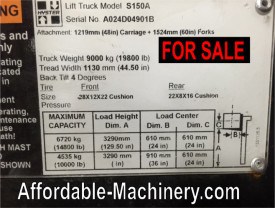 ING
HYSTER
Lift Truck Model S150A
Serial No. A024D04901B
Attachment: 1219mm (48in) Carriage + 1524mm (60in) Forks
FOR SALE
Truck Weight 9000 kg (19800 lb)
Tread Width 1130 mm (44.50 in)
Back Tilt 4 Degrees
Tire Front Rear
Size 28X12X22 Cushion 22X8X16 Cushion
Pressure
MAXIMUM CAPACITY Load Height Dim. A Load Center Dim. B Dim. C
6720 kg 3290mm 610 mm 610 mm
(14800 lb) (129.50 in) (24 in) (24 in)
4535 kg 3290 mm 910 mm 610 mm
(10000 lb) ( in) (36 in) (24 in)
C
B
A
and
MAST
SHOWN
Affordable-Machinery.com